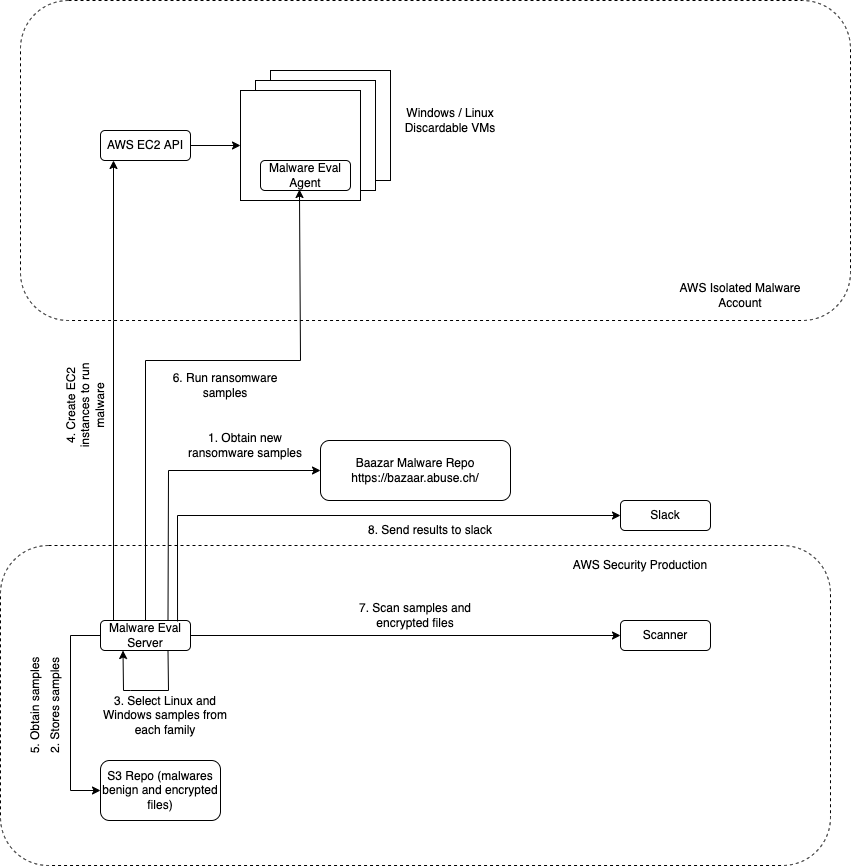 Windows / Linux
Discardable VMs
AWS EC2 API
Malware Eval
Agent
AWS Isolated Malware
Account
4. Create EC2
instances to run
malware
6. Run ransomware
samples
1. Obtain new
ransomware samples
Baazar Malware Repo
https://bazaar.abuse.ch/
Slack
8. Send results to slack
AWS Security Production
7. Scan samples and
encrypted files
Malware Eval
Server
Scanner
5. Obtain samples
2. Stores samples
3. Select Linux and
Windows samples from
each family
S3 Repo (malwares
benign and encrypted
files)